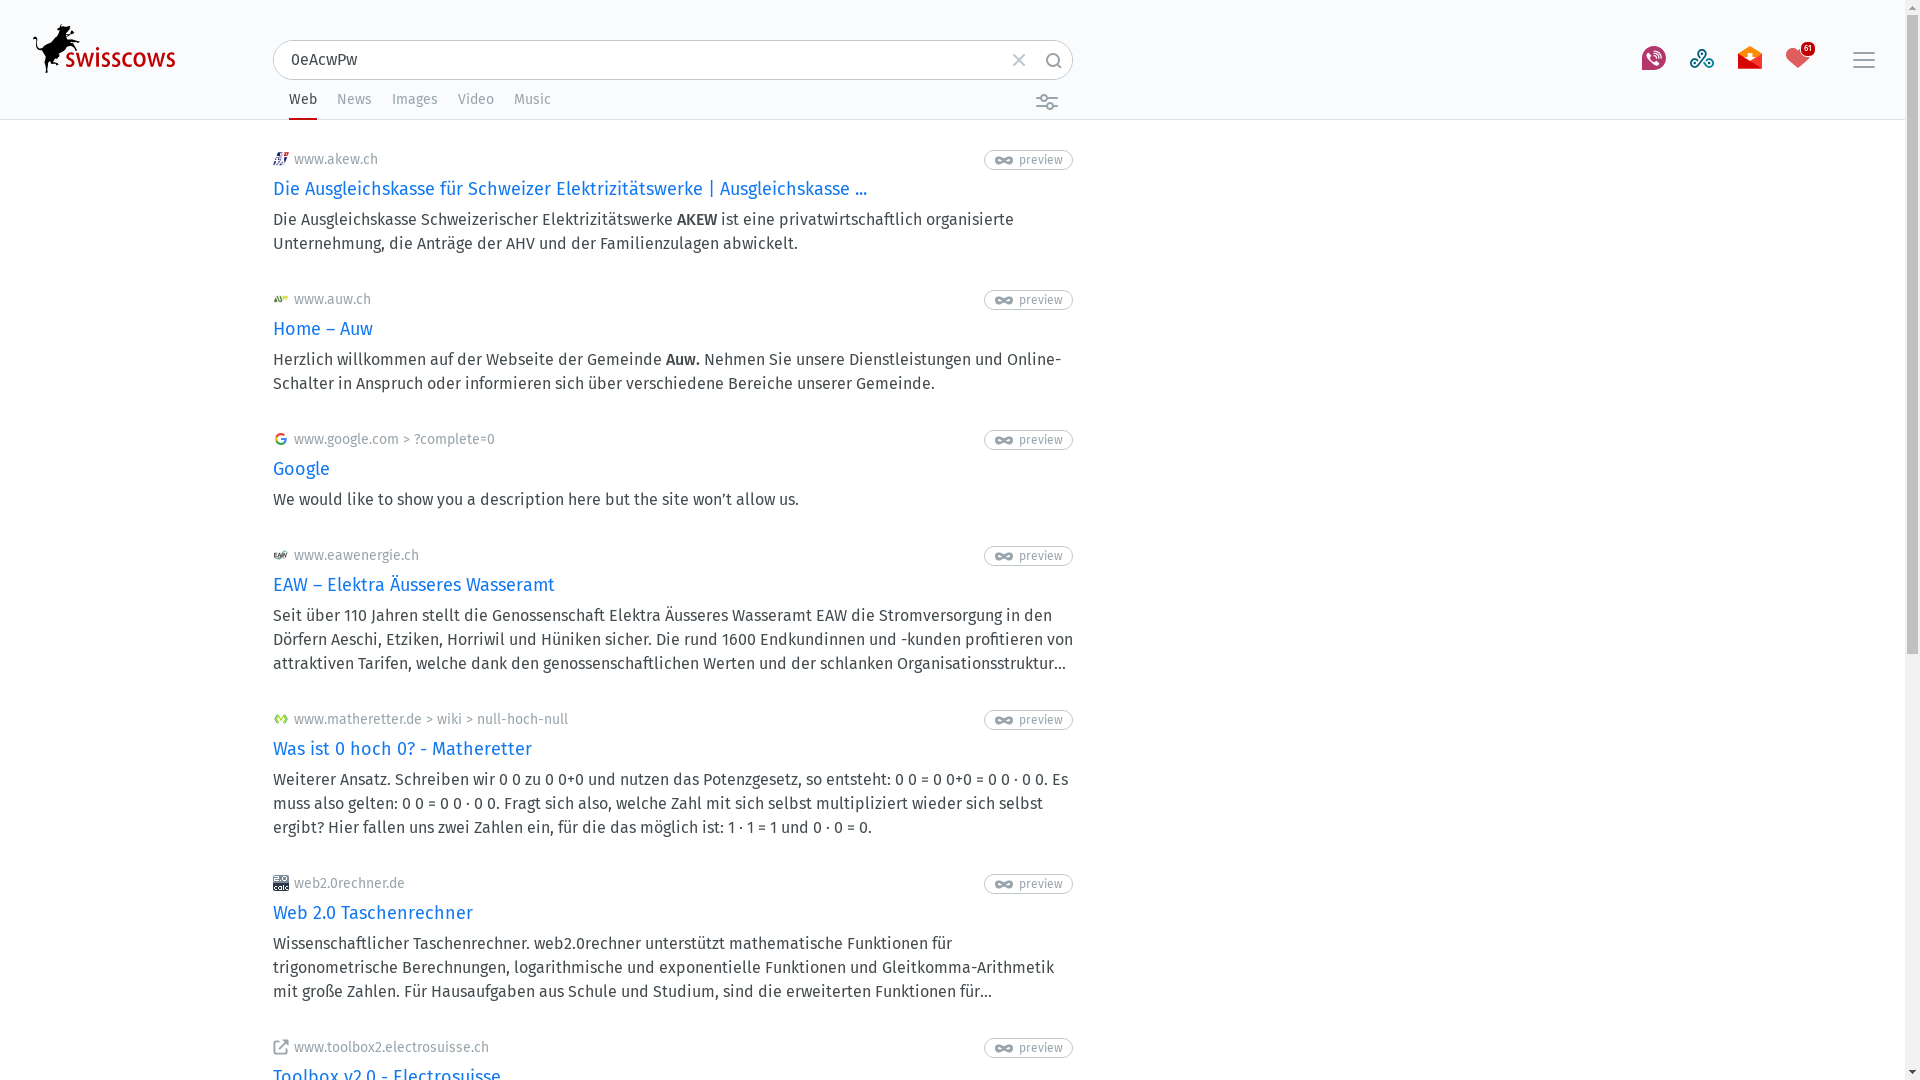 swisscows
0eAcwPw
61
Web News Images Video Music
www.akew.ch preview
Die Ausgleichskasse für Schweizer Elektrizitätswerke | Ausgleichskasse ...
Die Ausgleichskasse Schweizerischer Elektrizitätswerke AKEW ist eine privatwirtschaftlich organisierte
Unternehmung, die Anträge der AHV und der Familienzulagen abwickelt.
www.auw.ch preview
Home – Auw
Herzlich willkommen auf der Webseite der Gemeinde Auw. Nehmen Sie unsere Dienstleistungen und Online-
Schalter in Anspruch oder informieren sich über verschiedene Bereiche unserer Gemeinde.
www.google.com > ?complete=0 preview
Google
We would like to show you a description here but the site won’t allow us.
www.eawenergie.ch preview
EAW – Elektra Äusseres Wasseramt
Seit über 110 Jahren stellt die Genossenschaft Elektra Äusseres Wasseramt EAW die Stromversorgung in den
Dörfern Aeschi, Etziken, Horriwil und Hüniken sicher. Die rund 1600 Endkundinnen und -kunden profitieren von
attraktiven Tarifen, welche dank den genossenschaftlichen Werten und der schlanken Organisationsstruktur...
www.matheretter.de > wiki > null-hoch-null preview
Was ist 0 hoch 0? - Matheretter
Weiterer Ansatz. Schreiben wir 0 0 zu 0 0+0 und nutzen das Potenzgesetz, so entsteht: 0 0 = 0 0+0 = 0 0 · 0 0. Es
muss also gelten: 0 0 = 0 0 · 0 0. Fragt sich also, welche Zahl mit sich selbst multipliziert wieder sich selbst
ergibt? Hier fallen uns zwei Zahlen ein, für die das möglich ist: 1 · 1 = 1 und 0 · 0 = 0.
web2.0rechner.de preview
Web 2.0 Taschenrechner
Wissenschaftlicher Taschenrechner. web2.0rechner unterstützt mathematische Funktionen für
trigonometrische Berechnungen, logarithmische und exponentielle Funktionen und Gleitkomma-Arithmetik
mit große Zahlen. Für Hausaufgaben aus Schule und Studium, sind die erweiterten Funktionen für...
www.toolbox2.electrosuisse.ch preview
Toolbox v2.0 - Electrosuisse